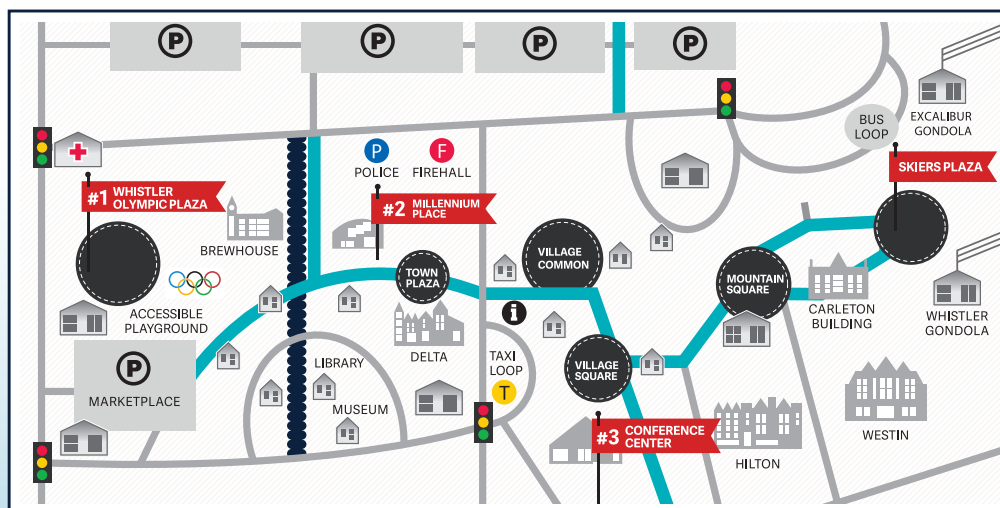 P
P
P
P
EXCALIBUR
GONDOLA
BUS
LOOP
P
F
POLICE
FIREHALL
SKIERS PLAZA
#1 WHISTLER
OLYMPIC PLAZA
#2 MILLENNIUM
PLACE
BREWHOUSE
VILLAGE
COMMON
TOWN
PLAZA
MOUNTAIN
SQUARE
ACCESSIBLE
PLAYGROUND
i
CARLETON
BUILDING
WHISTLER
GONDOLA
DELTA
TAXI
LOOP
T
LIBRARY
VILLAGE
SQUARE
P
MARKETPLACE
MUSEUM
#3 CONFERENCE
CENTER
HILTON
WESTIN